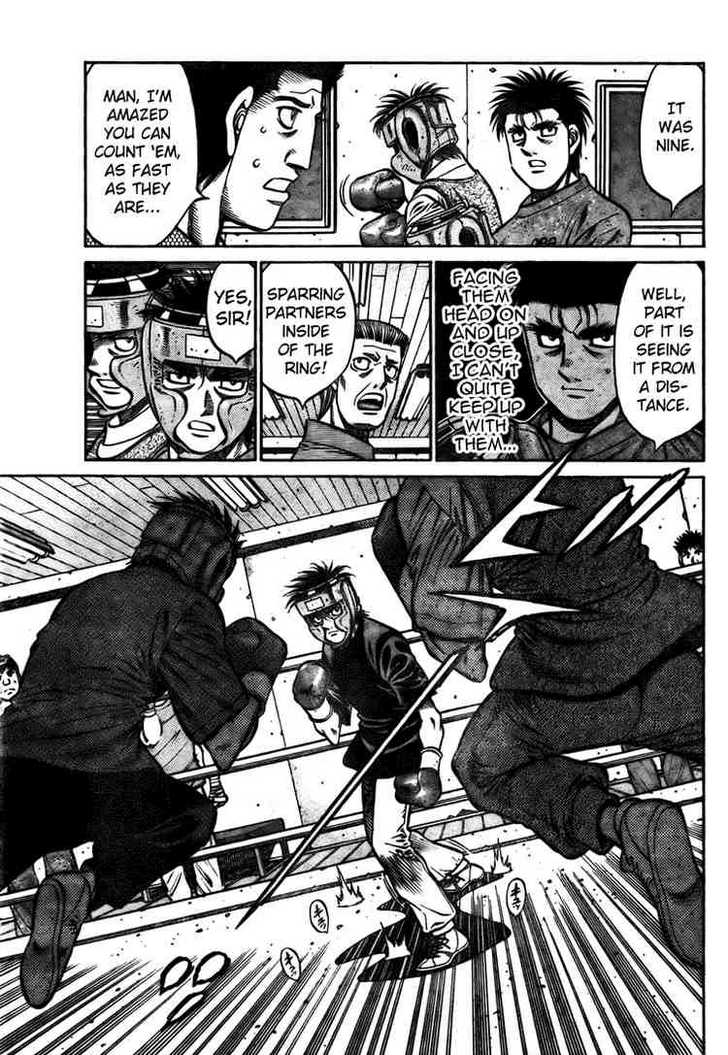 IT
WAS
NINE.
MAN, I'M
AMAZED
YOU CAN
COUNT 'EM,
AS FAST
AS THEY
ARE...
WELL,
PART
OF IT IS
SEEING
IT FROM
A DIS-
TANCE.
FACING
THEM
HEAD ON
AND UP
CLOSE,
I CAN'T
QUITE
KEEP UP
WITH
THEM...
SPARRING
PARTNERS
INSIDE
OF THE
RING!
YES,
SIR!